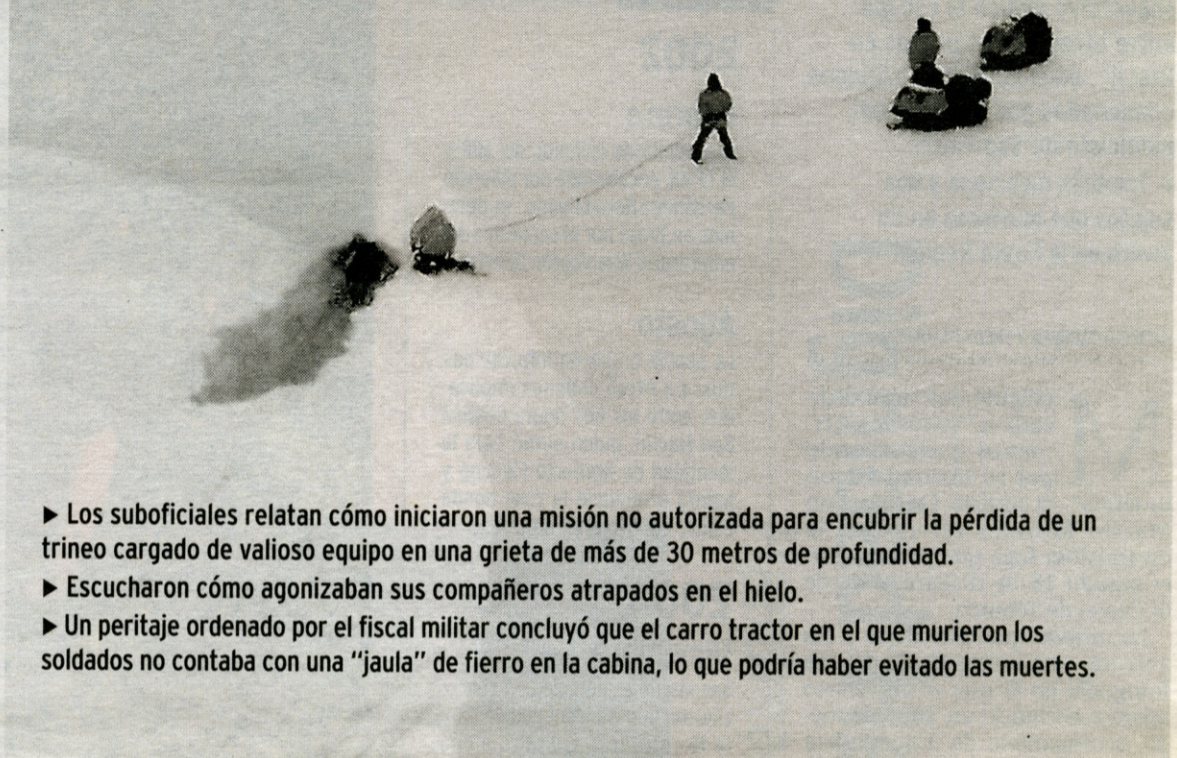 ▶ Los suboficiales relatan cómo iniciaron una misión no autorizada para encubrir la pérdida de un
trineo cargado de valioso equipo en una grieta de más de 30 metros de profundidad.
▶ Escucharon cómo agonizaban sus compañeros atrapados en el hielo.
▶ Un peritaje ordenado por el fiscal militar concluyó que el carro tractor en el que murieron los
soldados no contaba con una "jaula" de fierro en la cabina, lo que podría haber evitado las muertes.